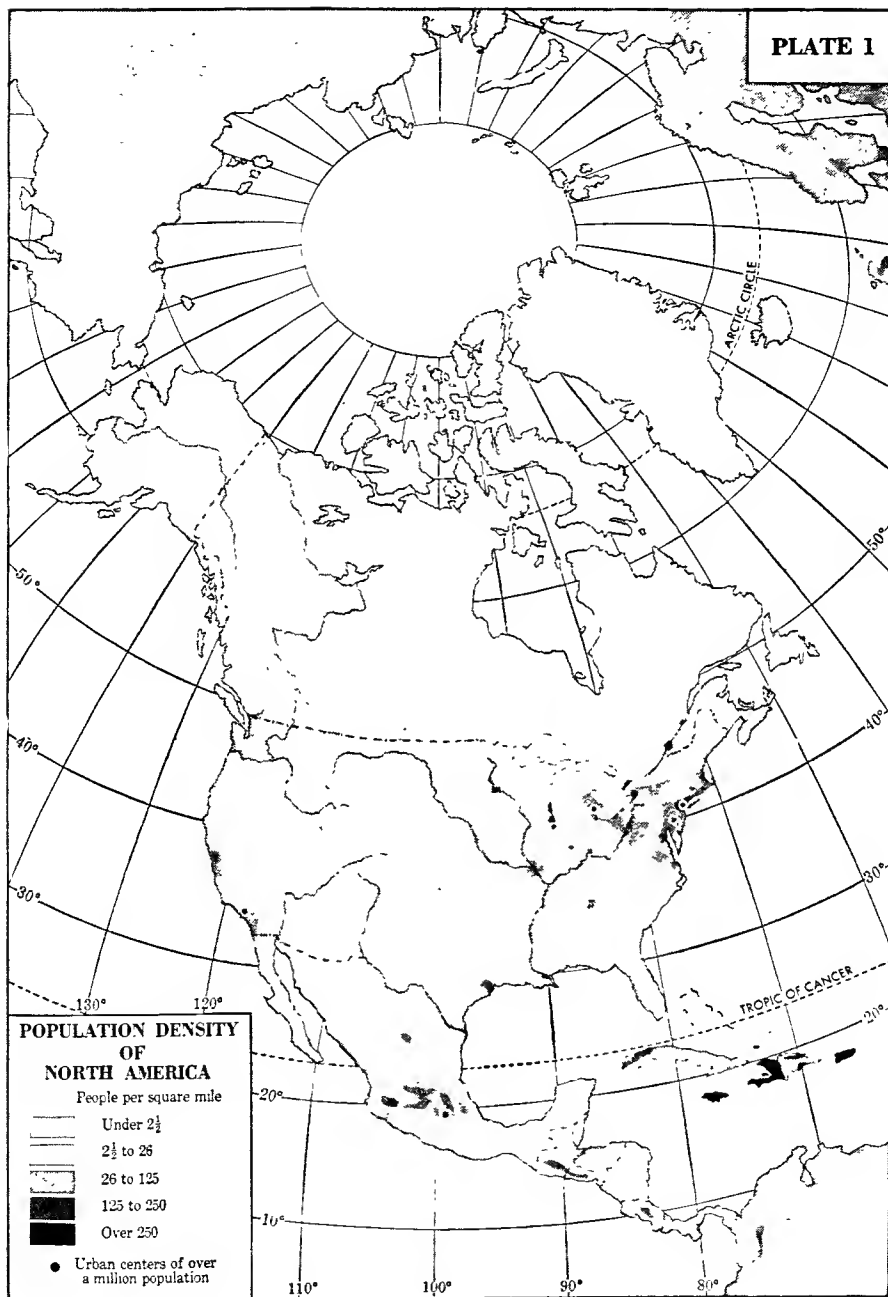 PLATE 1
ARCTIC CIRCLE
50°
50°
40°
40°
30°
30°
TROPIC OF CANCER
130°
120°
20°
20°
10°
110°
100°
90°
80°
POPULATION DENSITY
OF
NORTH AMERICA
People per square mile
Under 2½
2½ to 26
26 to 125
125 to 250
Over 250
Urban centers of over
a million population